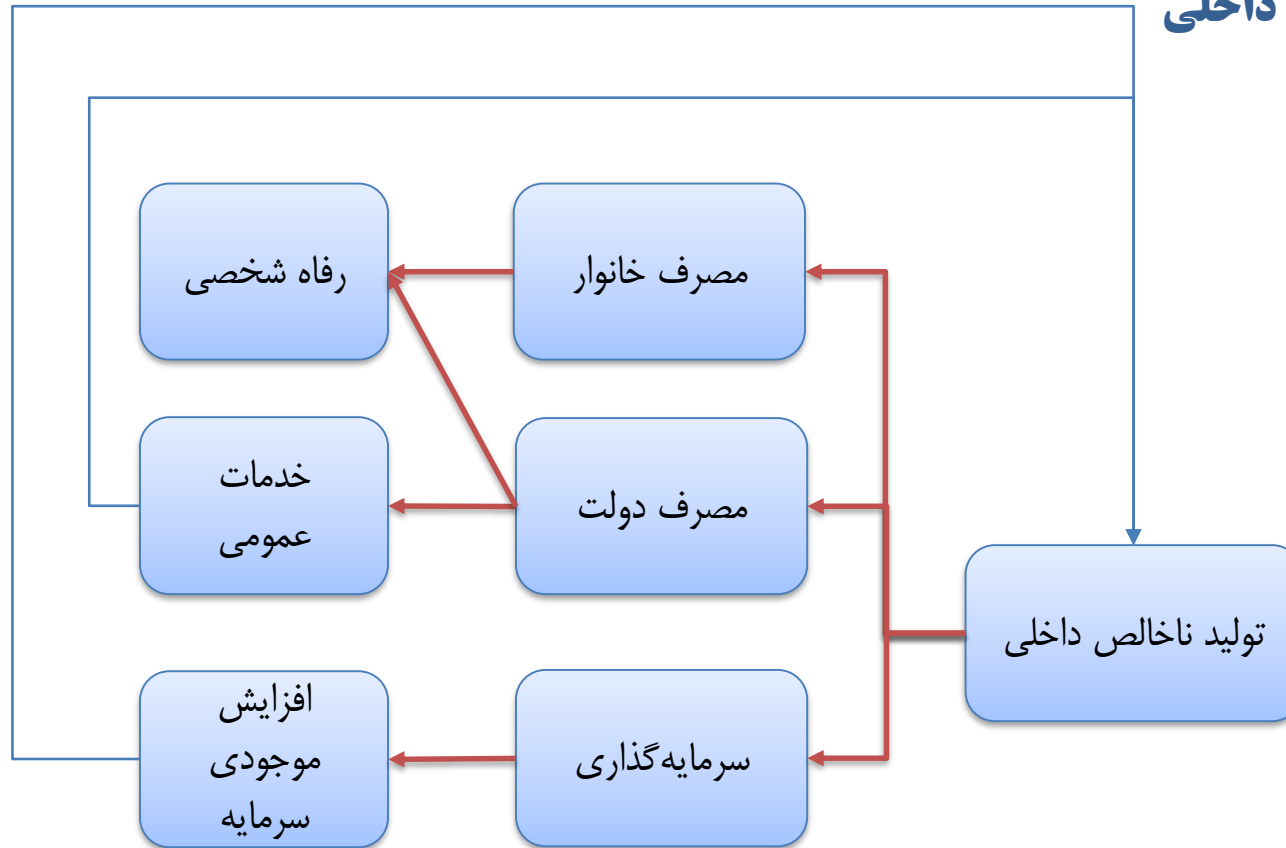 داخلی
مصرف خانوار
رفاه شخصی
مصرف دولت
خدمات
عمومی
تولید ناخالص داخلی
سرمایه‌گذاری
افزایش
موجودی
سرمایه